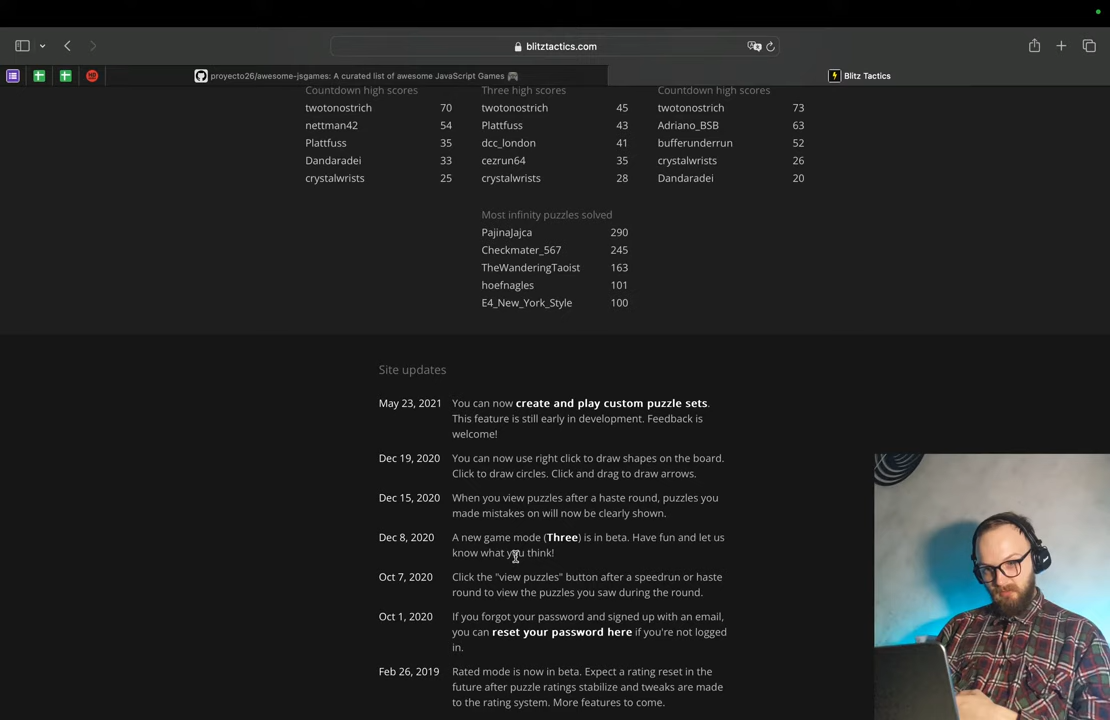 blitztactics.com
proyecto26/awesome-jsgames: A curated list of awesome JavaScript Games 🎮
Blitz Tactics
Countdown high scores
twotonostrich 70
nettman42 54
Plattfuss 35
Dandaradei 33
crystalwrists 25
Three high scores
twotonostrich 45
Plattfuss 43
dcc_london 41
cezrun64 35
crystalwrists 28
Countdown high scores
twotonostrich 73
Adriano_BSB 63
bufferunderrun 52
crystalwrists 26
Dandaradei 20
Most infinity puzzles solved
PajinaJajca 290
Checkmater_567 245
TheWanderingTaoist 163
hoefnagles 101
E4_New_York_Style 100
Site updates
May 23, 2021 You can now create and play custom puzzle sets.
This feature is still early in development. Feedback is
welcome!
Dec 19, 2020 You can now use right click to draw shapes on the board.
Click to draw circles. Click and drag to draw arrows.
Dec 15, 2020 When you view puzzles after a haste round, puzzles you
made mistakes on will now be clearly shown.
Dec 8, 2020 A new game mode (Three) is in beta. Have fun and let us
know what you think!
Oct 7, 2020 Click the "view puzzles" button after a speedrun or haste
round to view the puzzles you saw during the round.
Oct 1, 2020 If you forgot your password and signed up with an email,
you can reset your password here if you're not logged
in.
Feb 26, 2019 Rated mode is now in beta. Expect a rating reset in the
future after puzzle ratings stabilize and tweaks are made
to the rating system. More features to come.